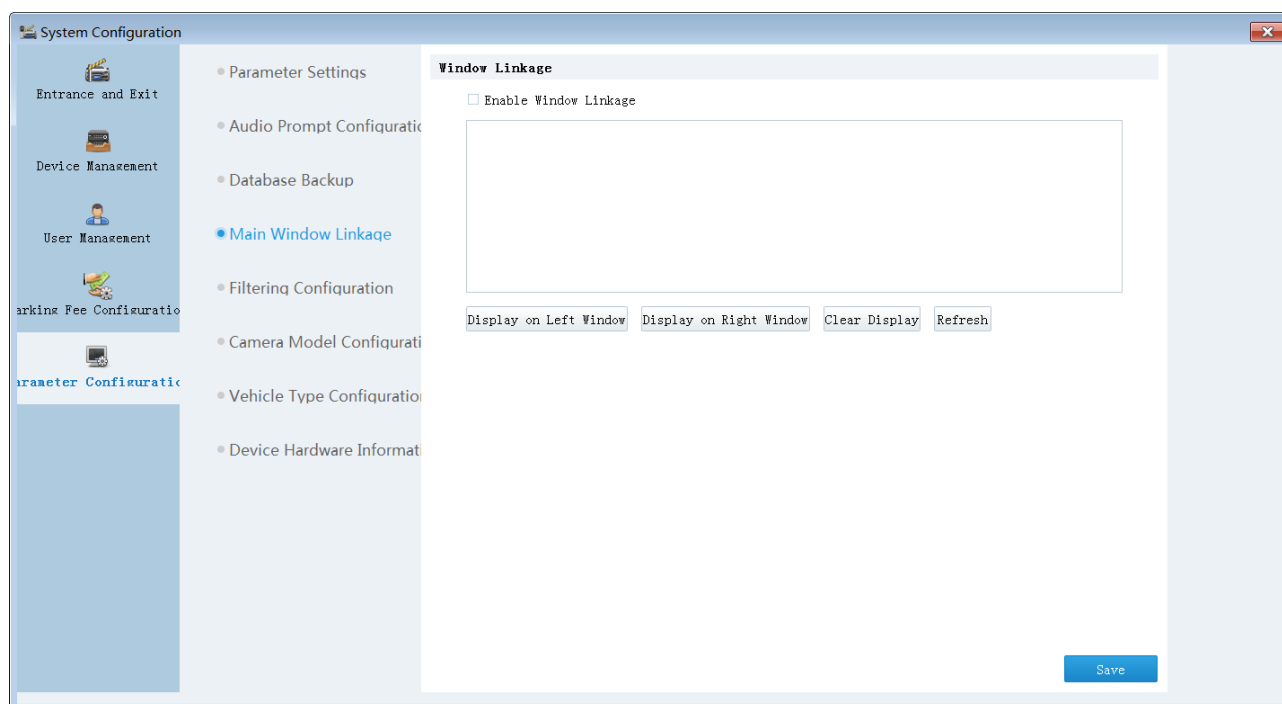 System Configuration
Entrance and Exit
Device Management
User Management
arking Fee Configuratio
arameter Configuratic
Parameter Settings
Audio Prompt Configuratio
Database Backup
Main Window Linkage
Filtering Configuration
Camera Model Configurati
Vehicle Type Configuration
Device Hardware Informati
Window Linkage
Enable Window Linkage
Display on Left Window Display on Right Window Clear Display Refresh
Save